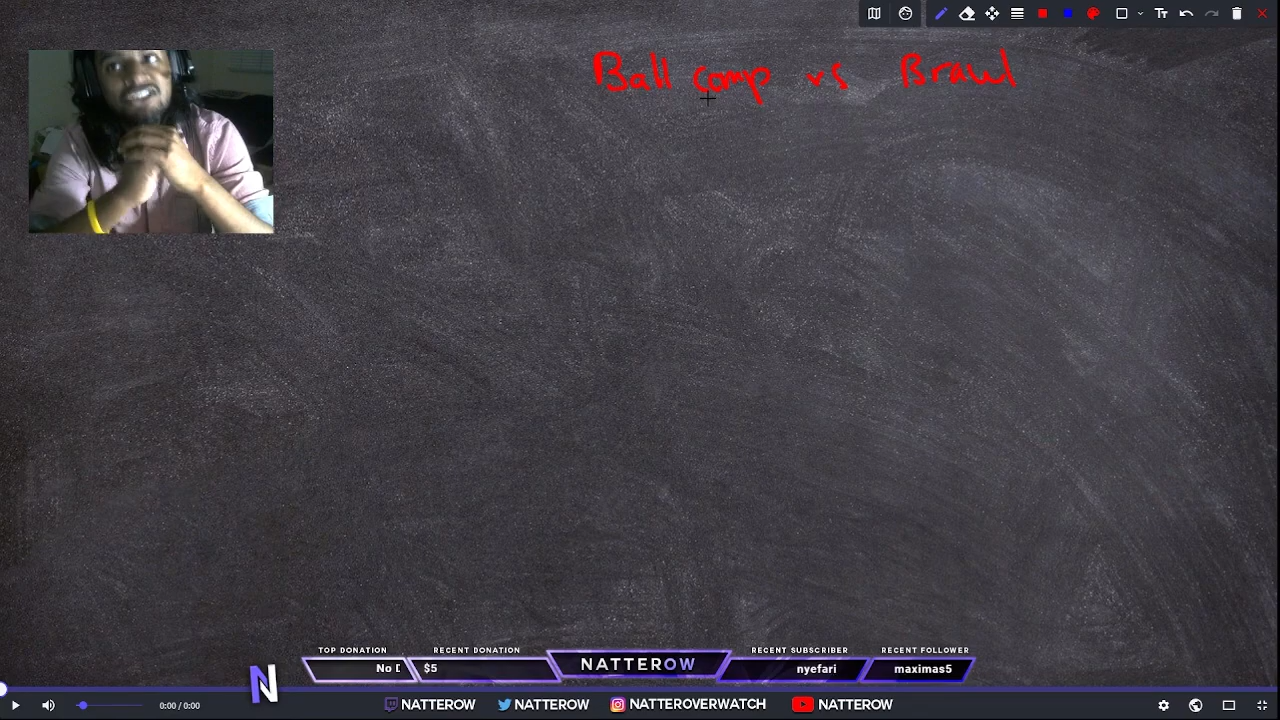 Ball comp vs Brawl
TOP DONATION
RECENT DONATION
RECENT SUBSCRIBER
RECENT FOLLOWER
$5
NATTEROW
nyefari
maximas5
N
0:00 / 0:00
NATTEROW
NATTEROW
NATTEROVERWATCH
NATTEROW